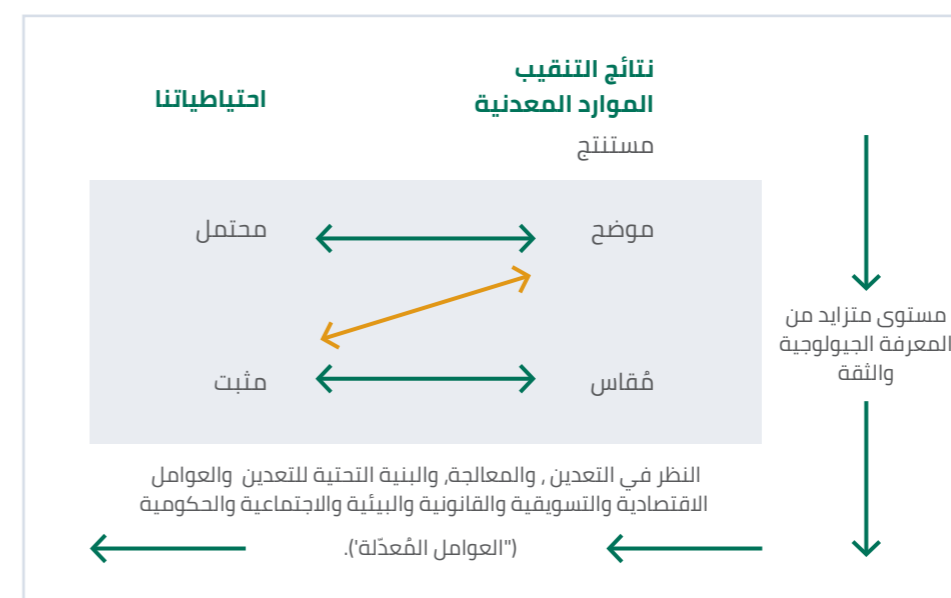 نتائج التنقيب
الموارد المعدنية
احتياطياتنا
مستنتج
موضح
محتمل
مُقاس
مثبت
مستوى متزايد من
المعرفة الجيولوجية
والثقة
النظر في التعدين , والمعالجة, والبنية التحتية للتعدين والعوامل
الاقتصادية والتسويقية والقانونية والبيئية والاجتماعية والحكومية
("العوامل المُعدّلة').